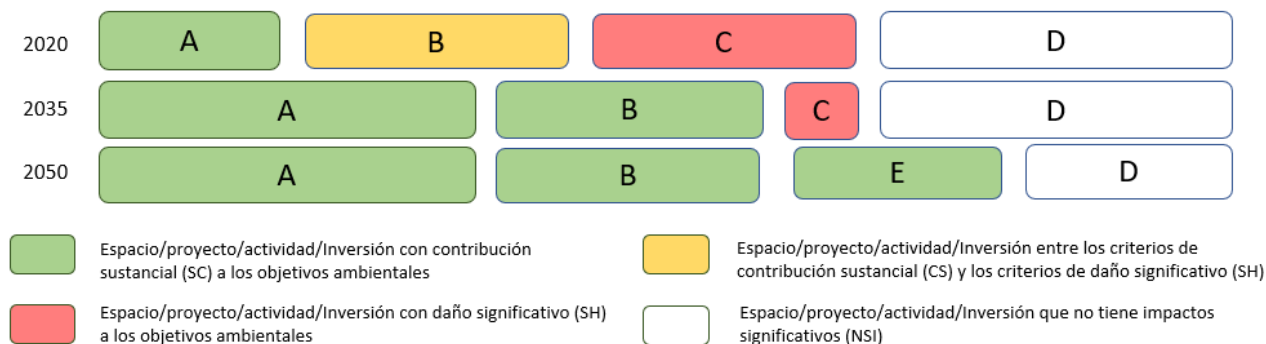 2020 A B C D
2035 A B C D
2050 A B E D
Espacio/proyecto/actividad/Inversión con contribución
sustancial (SC) a los objetivos ambientales
Espacio/proyecto/actividad/Inversión entre los criterios de
contribución sustancial (CS) y los criterios de daño significativo (SH)
Espacio/proyecto/actividad/Inversión con daño significativo (SH)
a los objetivos ambientales
Espacio/proyecto/actividad/Inversión que no tiene impactos
significativos (NSI)